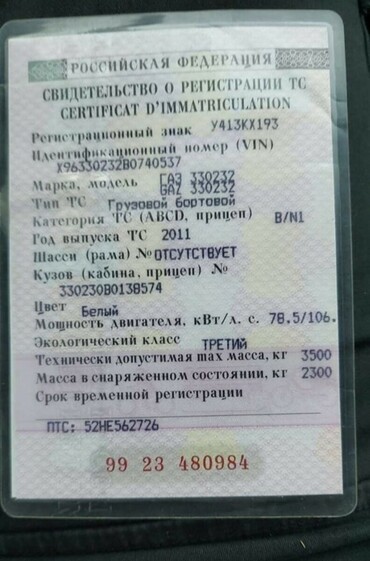 РОССИЙСКАЯ ФЕДЕРАЦИЯ
СВИДЕТЕЛЬСТВО О РЕГИСТРАЦИИ ТС
CERTIFICAT D'IMMATRICULATION
Регистрационный знак У413КХ193
Идентификационный номер (VIN)
X96330232B0740537
Марка, модель ГАЗ 330232
GAZ 330232
Тип ТС Грузовой бортовой
Категория ТС (ABCD, прицеп) B/N1
Год выпуска ТС 2011
Шасси (рама) № ОТСУТСТВУЕТ
Кузов (кабина, прицеп) №
330230B0138574
Цвет Белый
Мощность двигателя, кВт/л. с. 78.5/106.
Экологический класс ТРЕТИЙ
Технически допустимая max масса, кг 3500
Масса в снаряженном состоянии, кг 2300
Срок временной регистрации
ПТС: 52НЕ562726
99 23 480984